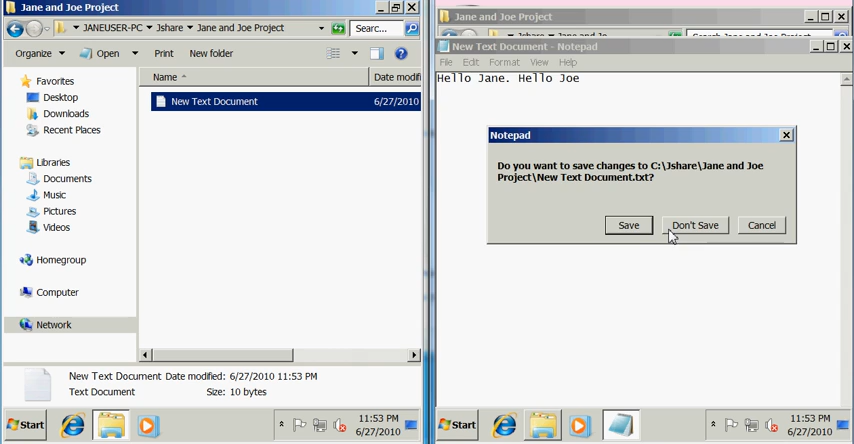 Jane and Joe Project
JANEUSER-PC Jshare Jane and Joe Project
Search...
Organize Open Print New folder
Name Date modifi
New Text Document 6/27/2010
Favorites
Desktop
Downloads
Recent Places
Libraries
Documents
Music
Pictures
Videos
Homegroup
Computer
Network
New Text Document Date modified: 6/27/2010 11:53 PM
Text Document Size: 10 bytes
Start
11:53 PM
6/27/2010
Jane and Joe Project
New Text Document - Notepad
File Edit Format View Help
Hello Jane. Hello Joe
Notepad
Do you want to save changes to C:\Jshare\Jane and Joe
Project\New Text Document.txt?
Save Don't Save Cancel
Start
11:53 PM
6/27/2010